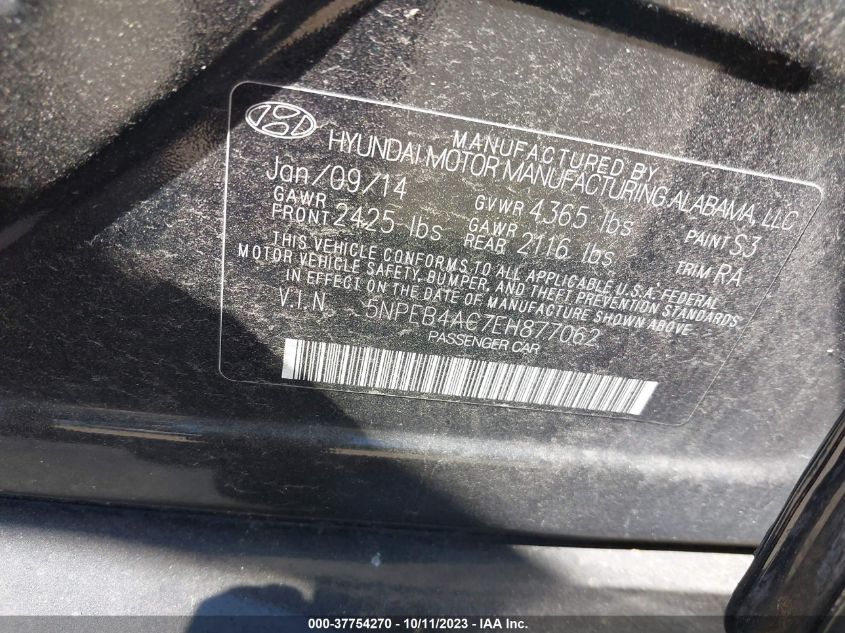 MANUFACTURED BY
HYUNDAI MOTOR MANUFACTURING ALABAMA, LLC
Jan/09/14 GVWR 4365 lbs PAINT S3
GAWR FRONT 2425 lbs GAWR REAR 2116 lbs TRIM RA
THIS VEHICLE CONFORMS TO ALL APPLICABLE U.S.A. FEDERAL
MOTOR VEHICLE SAFETY, BUMPER, AND THEFT PREVENTION STANDARDS
IN EFFECT ON THE DATE OF MANUFACTURE SHOWN ABOVE.
V.I.N. 5NPEB4AC7EH877062
PASSENGER CAR
000-37754270 - 10/11/2023 - IAA Inc.